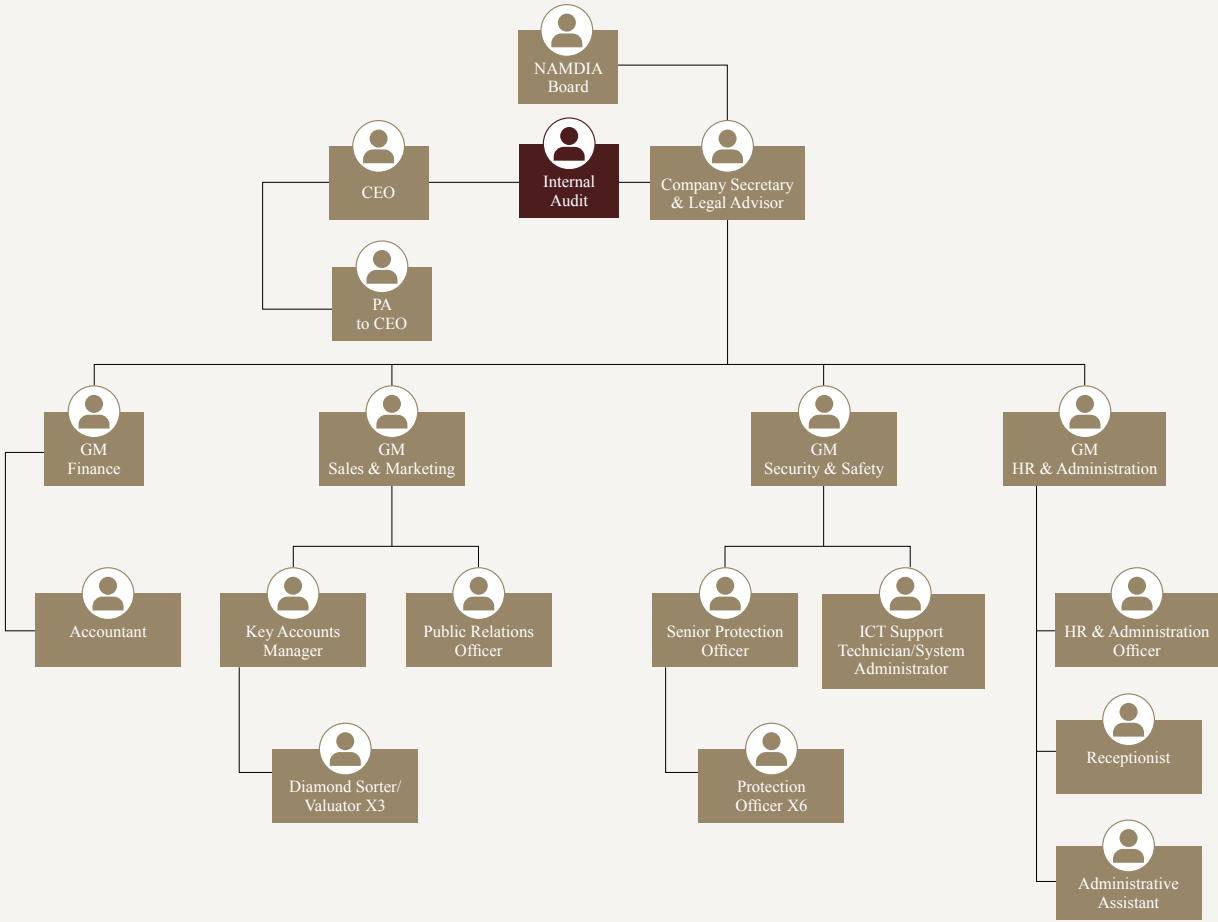 NAMDIA
Board
CEO
Internal
Audit
Company Secretary
& Legal Advisor
PA
to CEO
GM
Finance
GM
Sales & Marketing
GM
Security & Safety
GM
HR & Administration
Accountant
Key Accounts
Manager
Public Relations
Officer
Senior Protection
Officer
ICT Support
Technician/System
Administrator
HR & Administration
Officer
Diamond Sorter/
Valuator X3
Protection
Officer X6
Receptionist
Administrative
Assistant